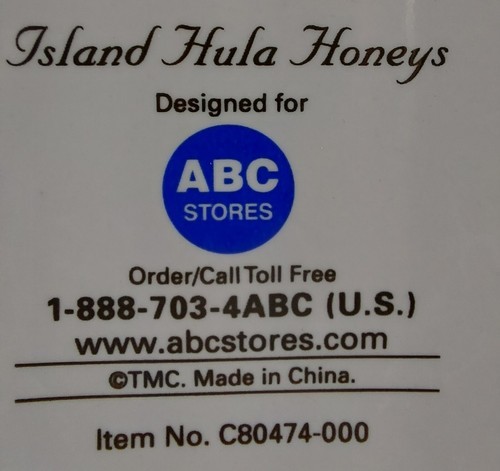 Island Hula Honeys
Designed for
ABC
STORES
Order/Call Toll Free
1-888-703-4ABC (U.S.)
www.abcstores.com
©TMC. Made in China.
Item No. C80474-000